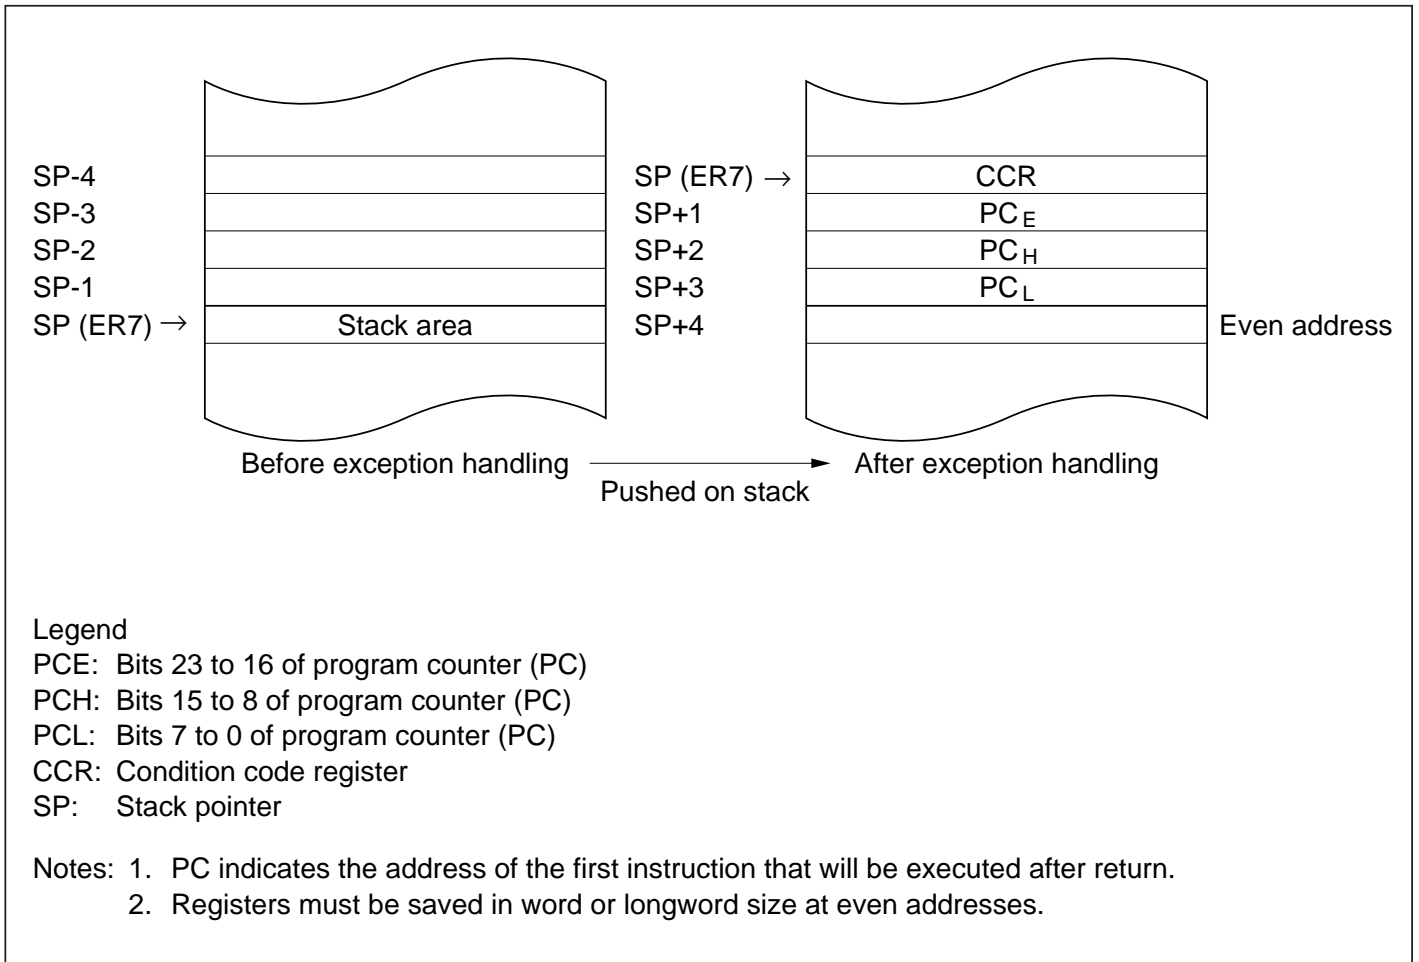 SP-4 SP (ER7) → CCR
SP-3 SP+1 PCE
SP-2 SP+2 PCH
SP-1 SP+3 PCL
SP (ER7) → Stack area SP+4 Even address
Before exception handling After exception handling
Pushed on stack
Legend
PCE: Bits 23 to 16 of program counter (PC)
PCH: Bits 15 to 8 of program counter (PC)
PCL: Bits 7 to 0 of program counter (PC)
CCR: Condition code register
SP: Stack pointer
Notes: 1. PC indicates the address of the first instruction that will be executed after return.
2. Registers must be saved in word or longword size at even addresses.